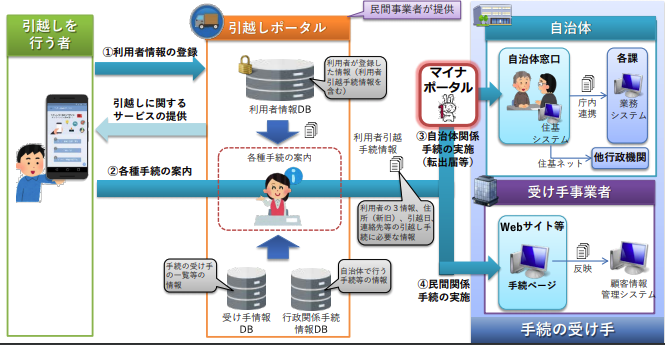 引越しを
行う者
①利用者情報の登録
引越しに関する
サービスの提供
②各種手続の案内
引越しポータル
民間事業者が提供
利用者が登録し
た情報（利用者
引越手続情報を
含む）
利用者情報DB
各種手続の案内
手続の受け手
の一覧等の
情報
自治体で行う
手続等の情報
受け手情報
DB
行政関係手続
情報DB
利用者引越
手続情報
利用者の３情報、住
所（新旧）、引越日、
連絡先等の引越し手
続に必要な情報
マイナ
ポータル
③自治体関係
手続の実施
（転出届等）
④民間関係
手続の実施
自治体
自治体窓口
住基
システム
庁内
連携
各課
業務
システム
住基ネット
他行政機関
受け手事業者
Webサイト等
手続ページ
反映
顧客情報
管理システム
手続の受け手